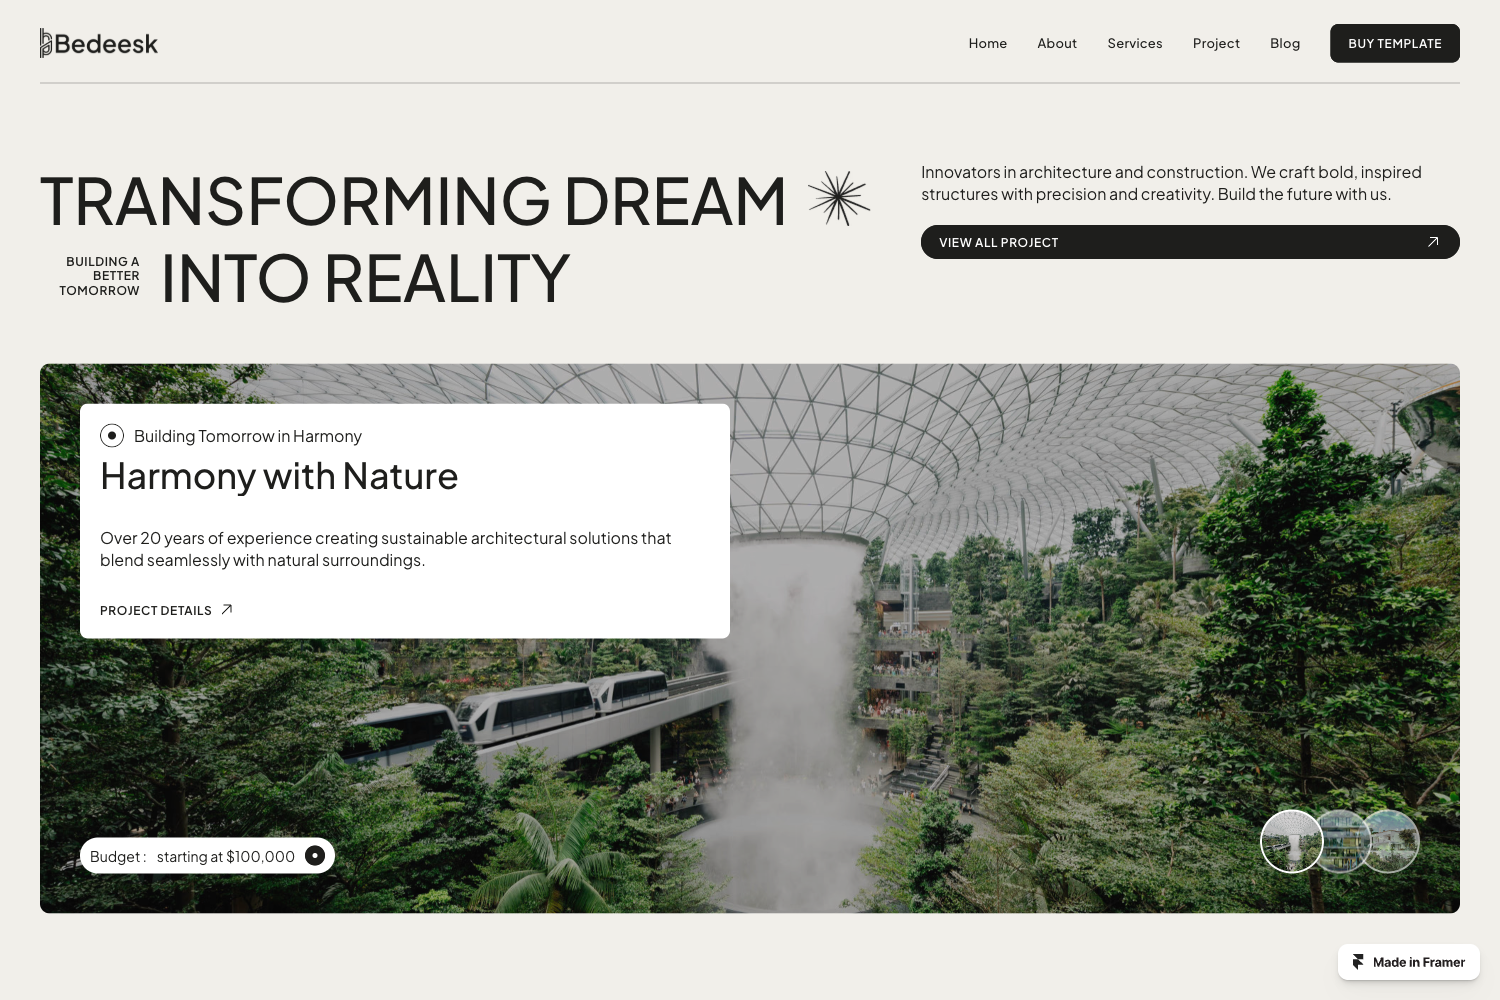 Bedeesk
Home
About
Services
Project
Blog
BUY TEMPLATE
TRANSFORMING DREAM
BUILDING A
BETTER
TOMORROW
INTO REALITY
Innovators in architecture and construction. We craft bold, inspired
structures with precision and creativity. Build the future with us.
VIEW ALL PROJECT
Building Tomorrow in Harmony
Harmony with Nature
Over 20 years of experience creating sustainable architectural solutions that
blend seamlessly with natural surroundings.
PROJECT DETAILS
Budget : starting at $100,000
Made in Framer